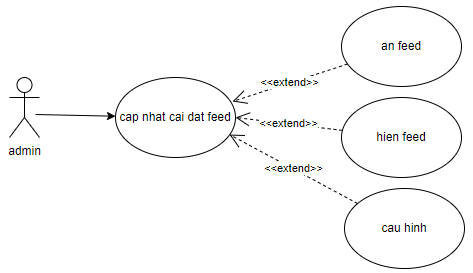 an feed
<<extend>>
cap nhat cai dat feed
<<extend>>
hien feed
admin
<<extend>>
cau hinh